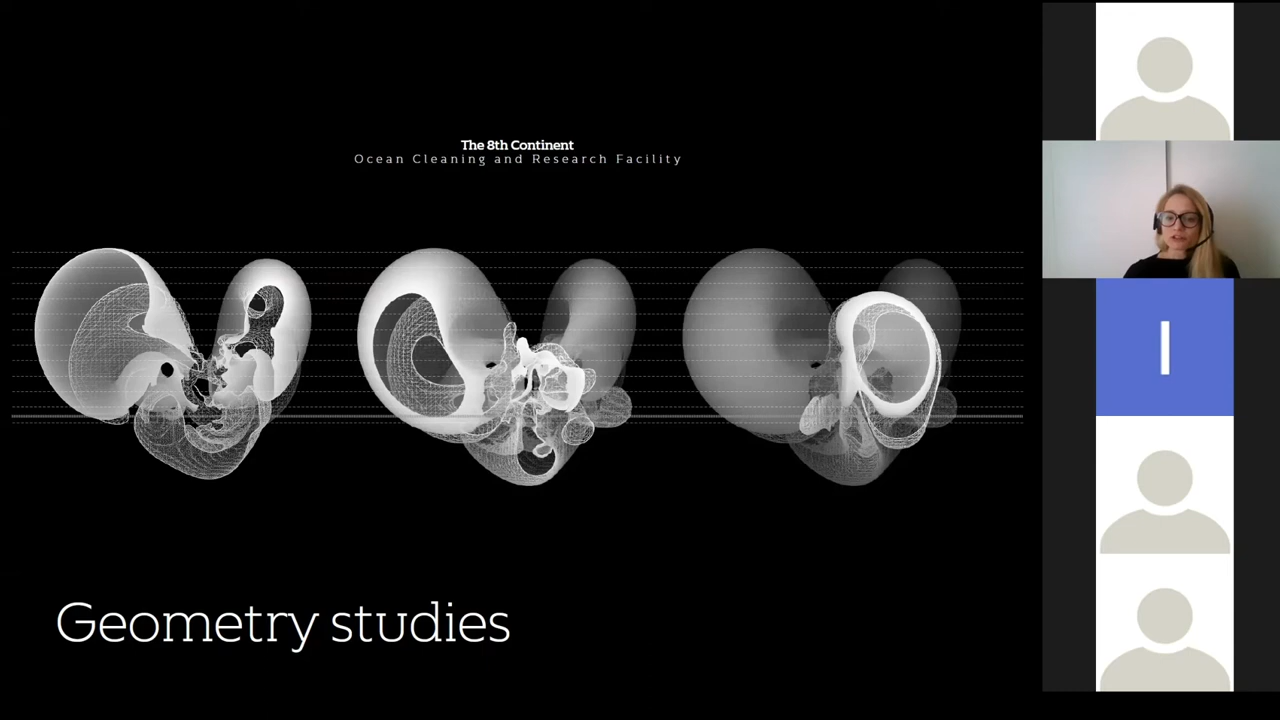 The 8th Continent
Ocean Cleaning and Research Facility
I
Geometry studies